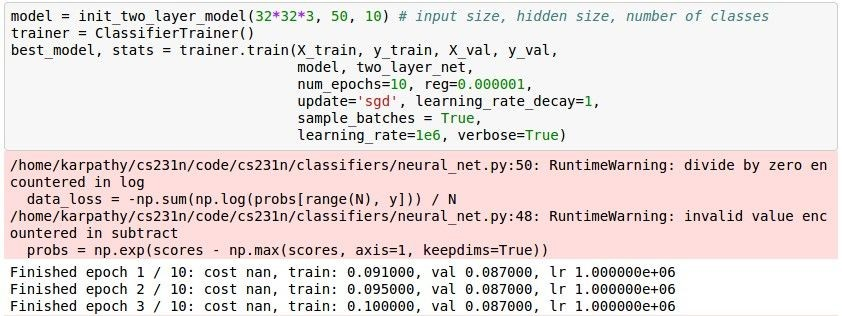 model = init_two_layer_model(32*32*3, 50, 10) # input size, hidden size, number of classes
trainer = ClassifierTrainer()
best_model, stats = trainer.train(X_train, y_train, X_val, y_val,
                                  model, two_layer_net,
                                  num_epochs=10, reg=0.000001,
                                  update='sgd', learning_rate_decay=1,
                                  sample_batches = True,
                                  learning_rate=1e6, verbose=True)
/home/karpathy/cs231n/code/cs231n/classifiers/neural_net.py:50: RuntimeWarning: divide by zero en
countered in log
  data_loss = -np.sum(np.log(probs[range(N), y])) / N
/home/karpathy/cs231n/code/cs231n/classifiers/neural_net.py:48: RuntimeWarning: invalid value enc
ountered in subtract
  probs = np.exp(scores - np.max(scores, axis=1, keepdims=True))
Finished epoch 1 / 10: cost nan, train: 0.091000, val 0.087000, lr 1.000000e+06
Finished epoch 2 / 10: cost nan, train: 0.095000, val 0.087000, lr 1.000000e+06
Finished epoch 3 / 10: cost nan, train: 0.100000, val 0.087000, lr 1.000000e+06